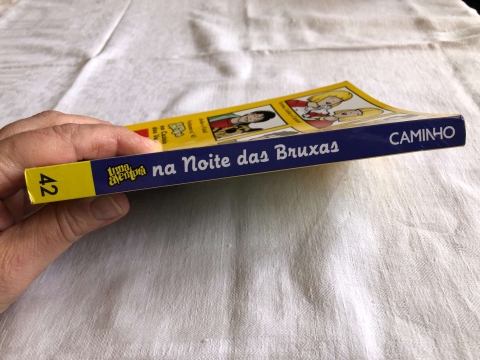 42
uma
aventura
na Noite das Bruxas
CAMINHO